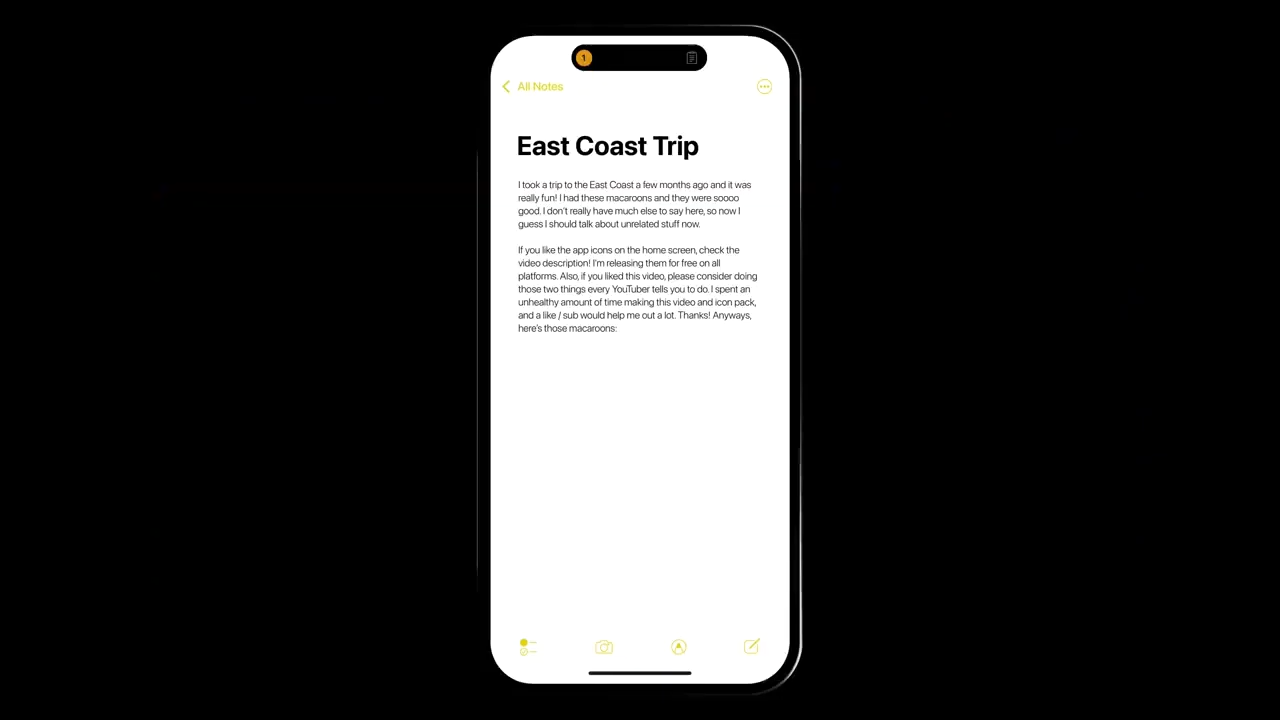 1
All Notes
East Coast Trip
I took a trip to the East Coast a few months ago and it was
really fun! I had these macaroons and they were soooo
good. I don't really have much else to say here, so now I
guess I should talk about unrelated stuff now.
If you like the app icons on the home screen, check the
video description! I'm releasing them for free on all
platforms. Also, if you liked this video, please consider doing
those two things every YouTuber tells you to do. I spent an
unhealthy amount of time making this video and icon pack,
and a like / sub would help me out a lot. Thanks! Anyways,
here's those macaroons: